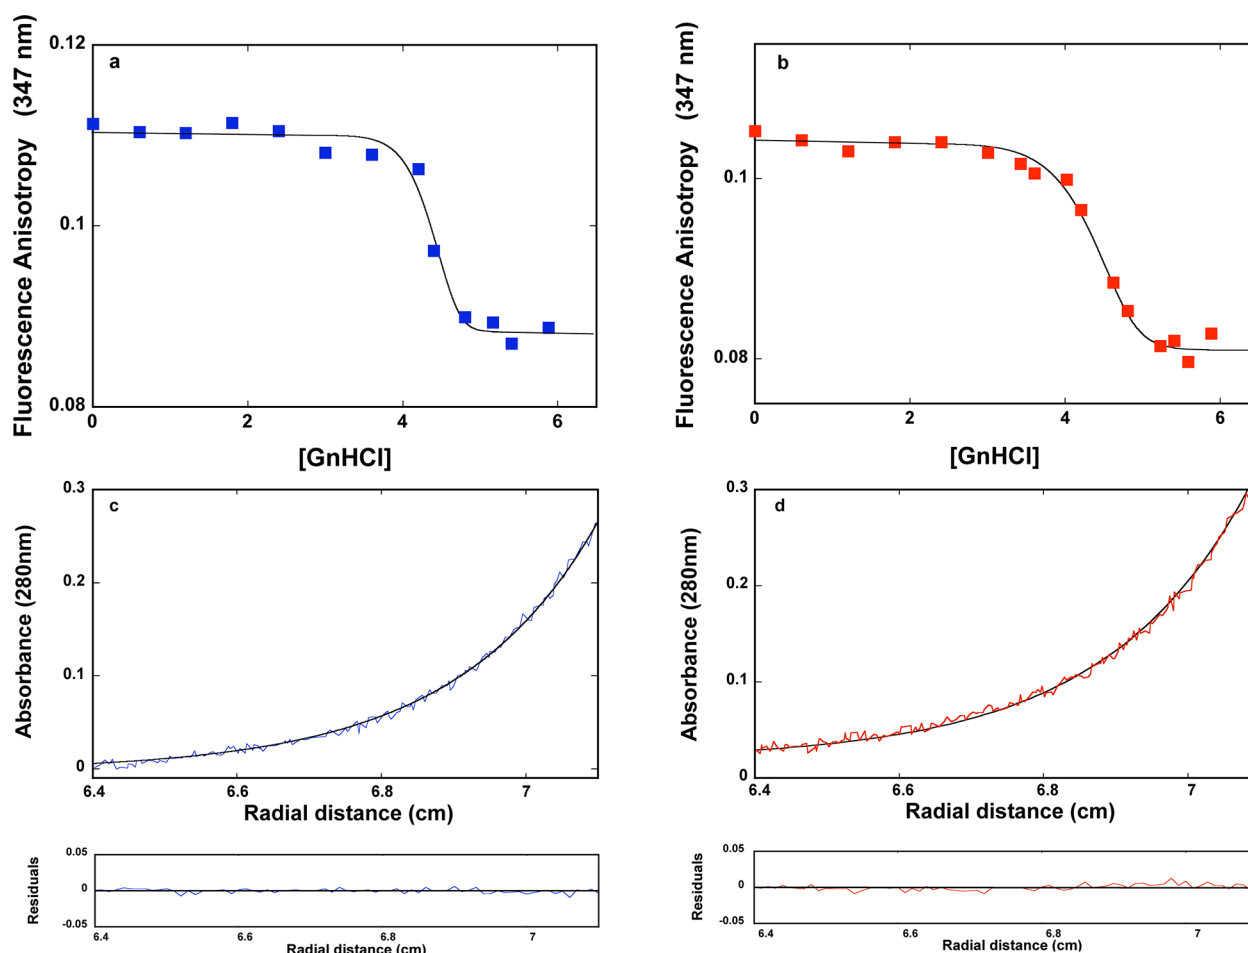 Fluorescence Anisotropy (347 nm)
a
0.12
0.1
0.08
0 2 4 6
[GnHCl]
Fluorescence Anisotropy (347 nm)
b
0.1
0.08
0 2 4 6
[GnHCl]
Absorbance (280nm)
c
0.3
0.2
0.1
0
6.4 6.6 6.8 7
Radial distance (cm)
Absorbance (280nm)
d
0.3
0.2
0.1
0
6.4 6.6 6.8 7
Radial distance (cm)
Residuals
0.05
0
-0.05
6.4 6.6 6.8 7
Radial distance (cm)
Residuals
0.05
0
-0.05
6.4 6.6 6.8 7
Radial distance (cm)